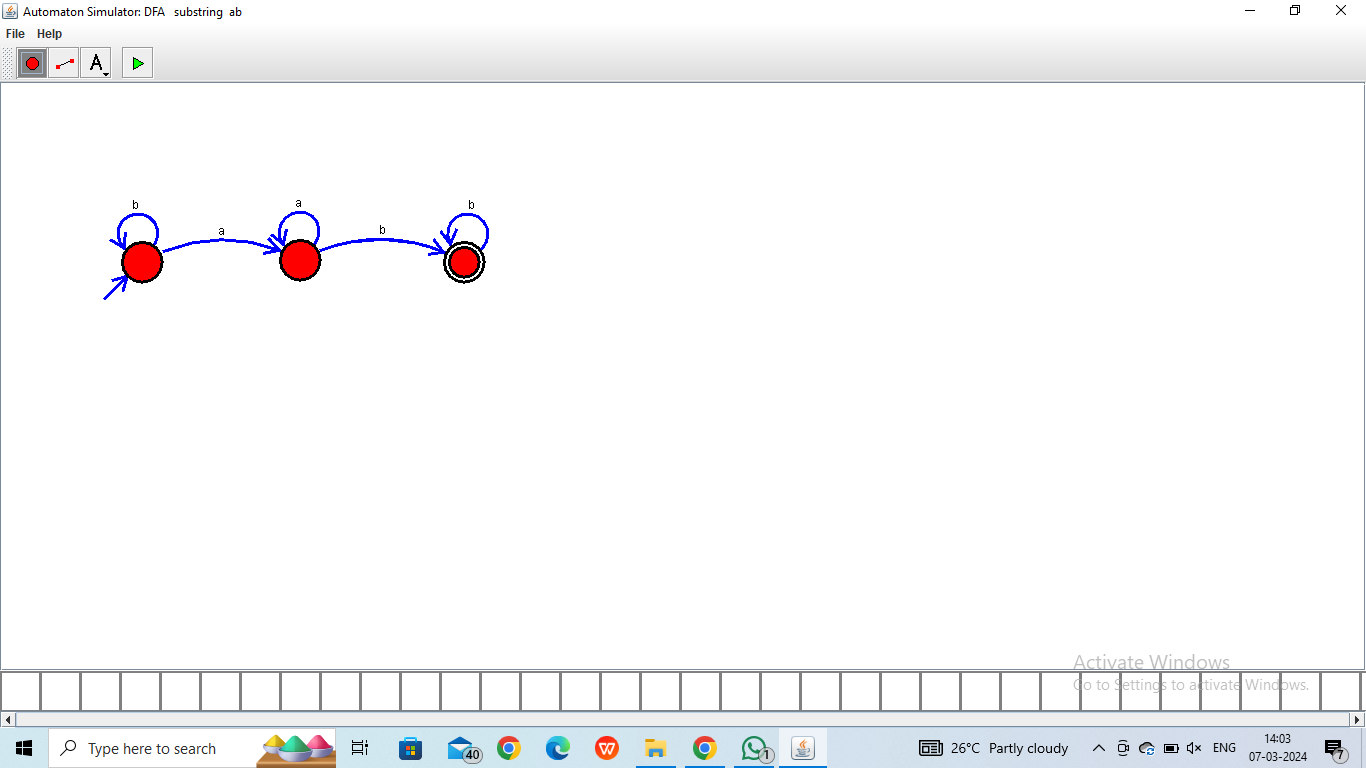 Automaton Simulator: DFA substring ab
File Help
A
b
a
a
b
b
Activate Windows
Go to Settings to activate Windows.
Type here to search
40
1
26°C Partly cloudy
ENG
14:03
07-03-2024
7